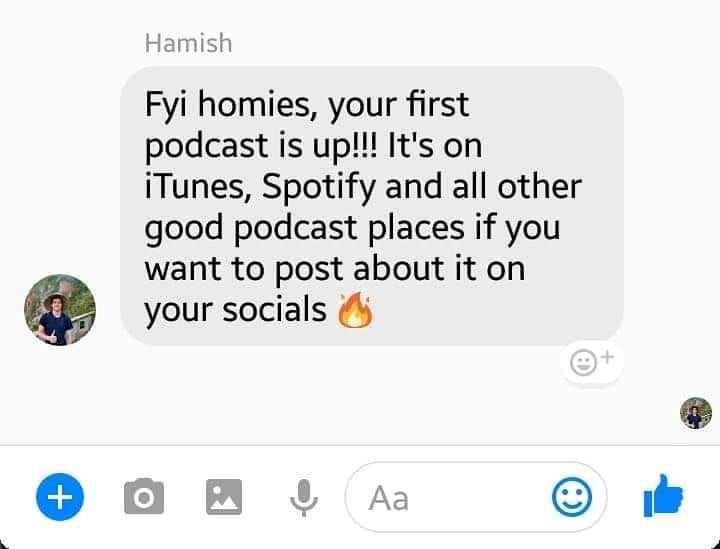 Hamish
Fyi homies, your first
podcast is up!!! It's on
iTunes, Spotify and all other
good podcast places if you
want to post about it on
your socials 🔥
Aa